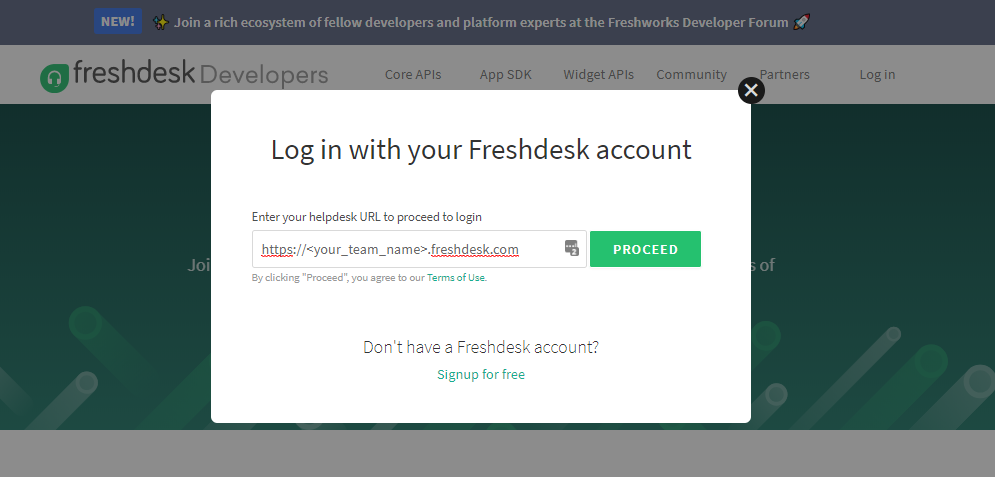 NEW! ✨ Join a rich ecosystem of fellow developers and platform experts at the Freshworks Developer Forum 🚀
freshdesk Developers Core APIs App SDK Widget APIs Community Partners Log in
Log in with your Freshdesk account
Enter your helpdesk URL to proceed to login
https://<your_team_name>.freshdesk.com 2 PROCEED
By clicking "Proceed", you agree to our Terms of Use.
Joi s of
Don't have a Freshdesk account?
Signup for free